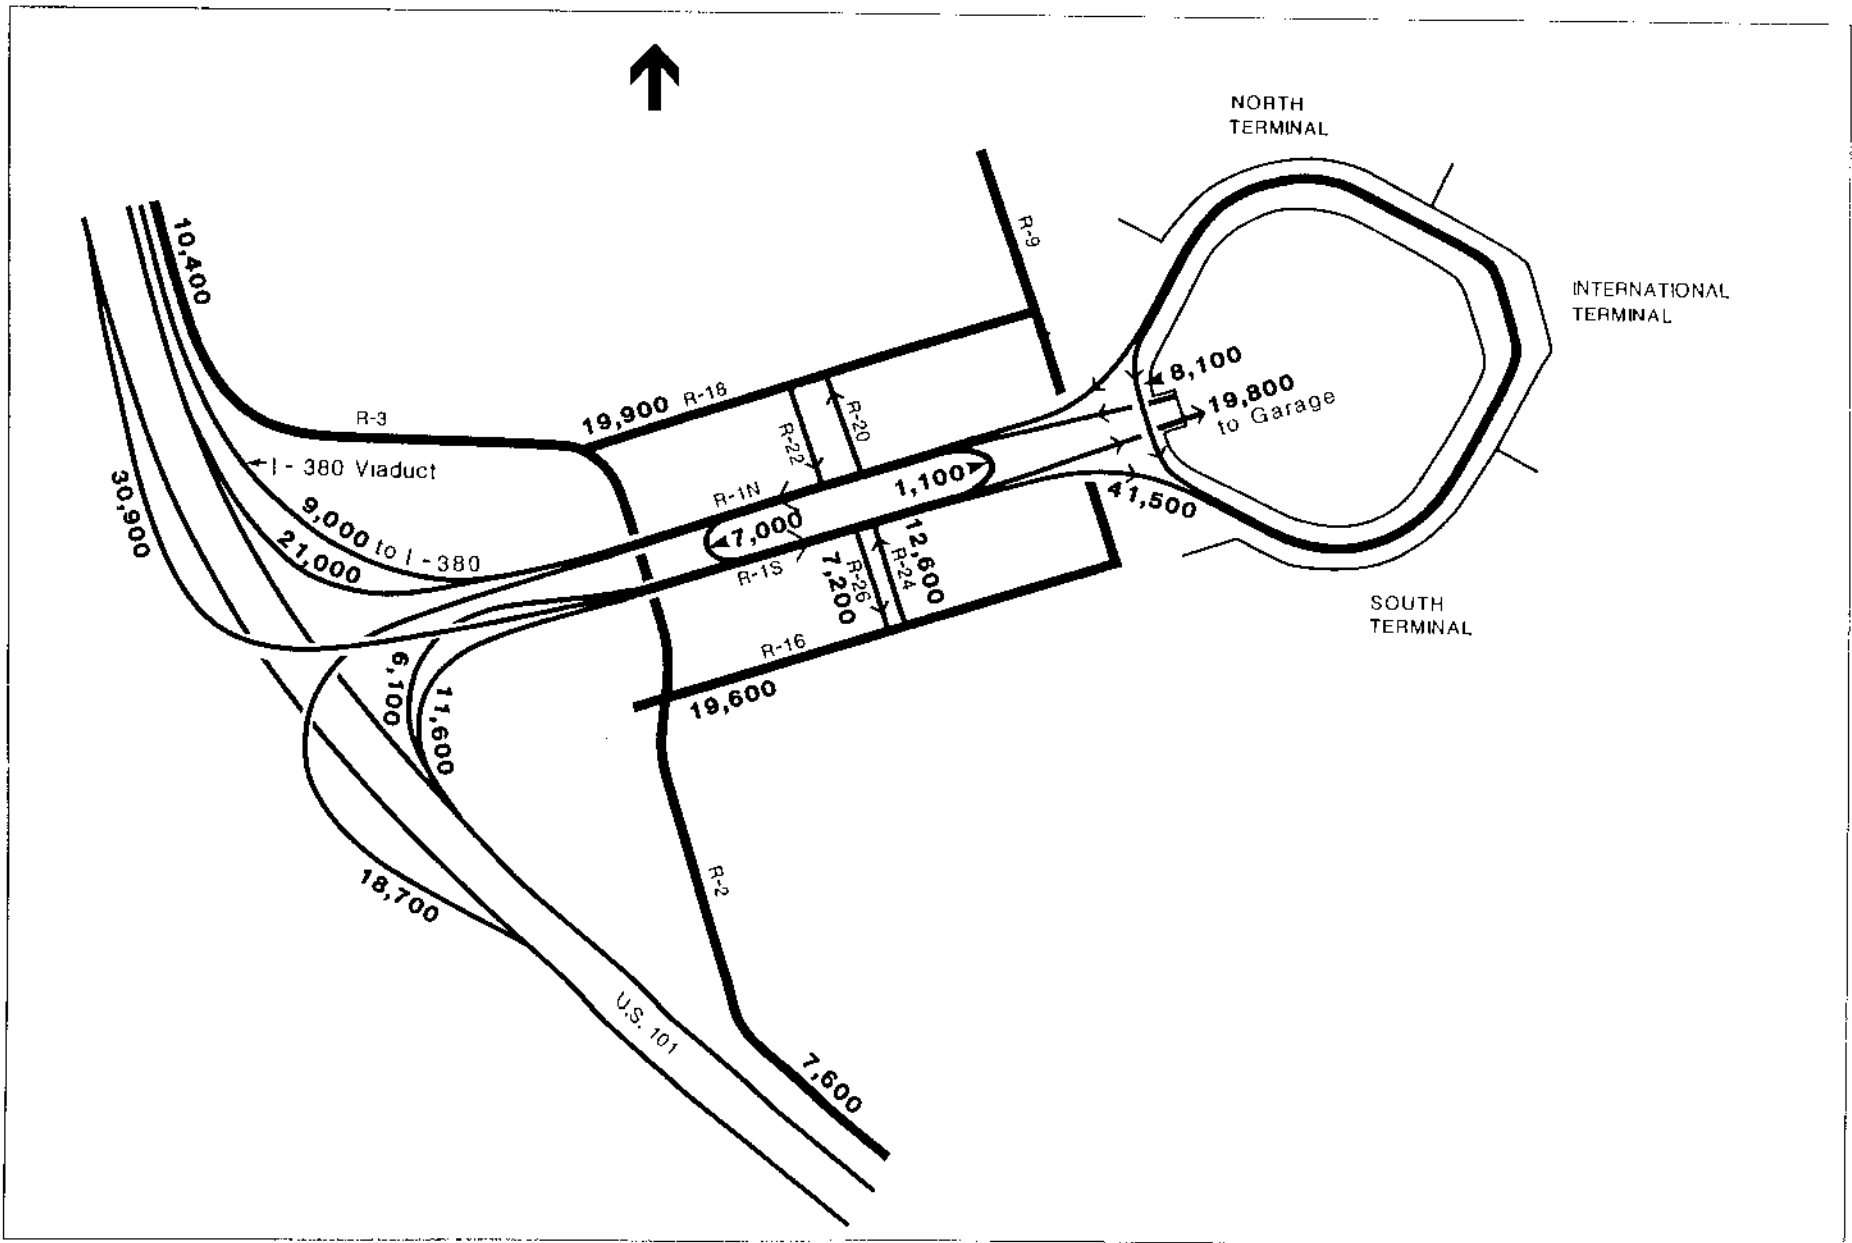 NORTH
TERMINAL
10,400
R-9
INTERNATIONAL
TERMINAL
8,100
19,800
to Garage
R-3
19,900 R-18
R-20
R-22
I - 380 Viaduct
30,900
9,000 to I - 380
21,000
R-1N
1,100
41,500
7,000
R-1S
12,600
R-24
R-26
7,200
SOUTH
TERMINAL
R-16
19,600
6,100
11,600
18,700
R-2
U.S. 101
7,600